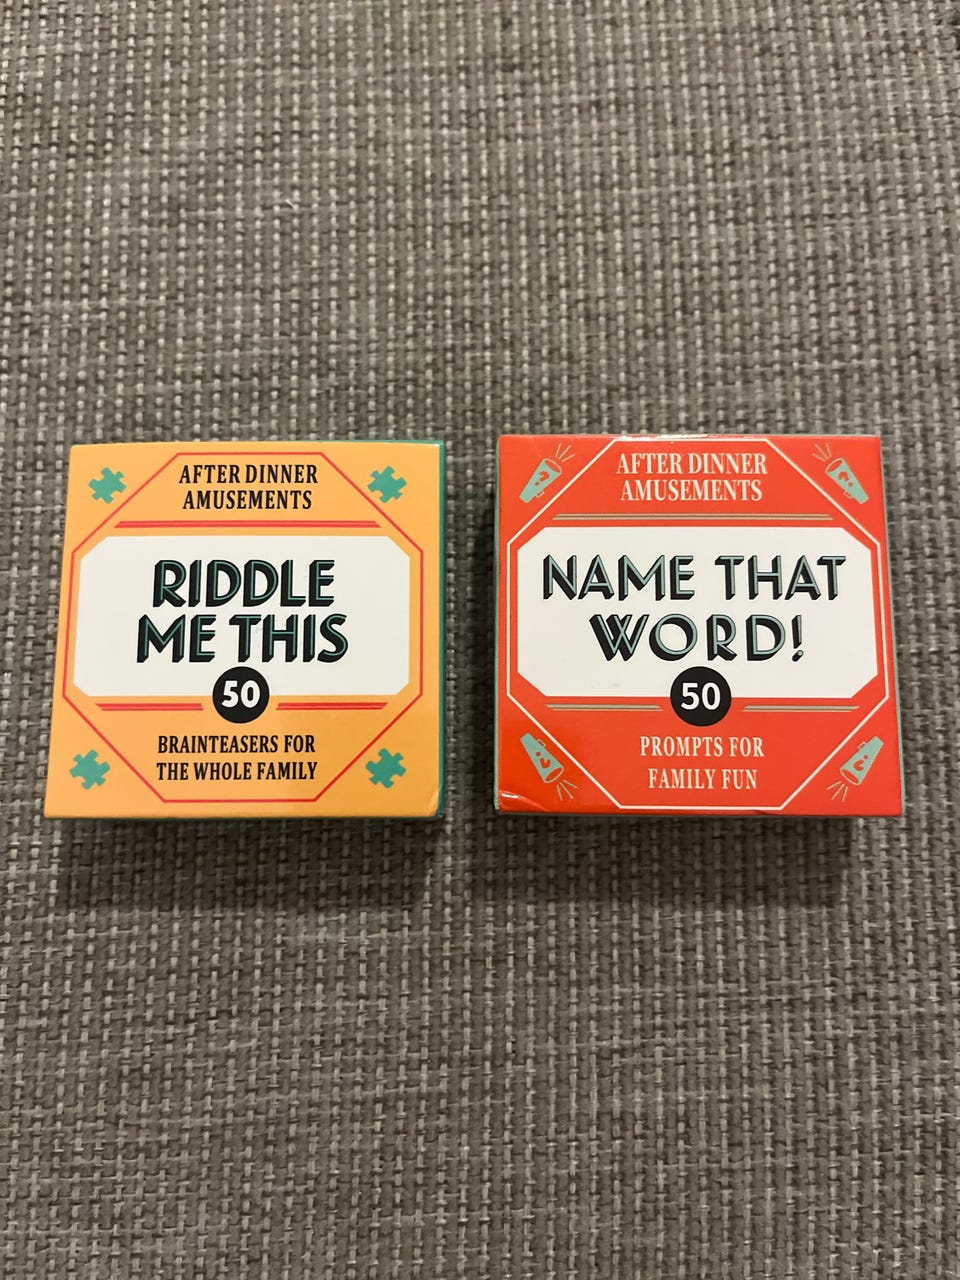 AFTER DINNER
AMUSEMENTS
RIDDLE
ME THIS
50
BRAINTEASERS FOR
THE WHOLE FAMILY
AFTER DINNER
AMUSEMENTS
NAME THAT
WORD!
50
PROMPTS FOR
FAMILY FUN